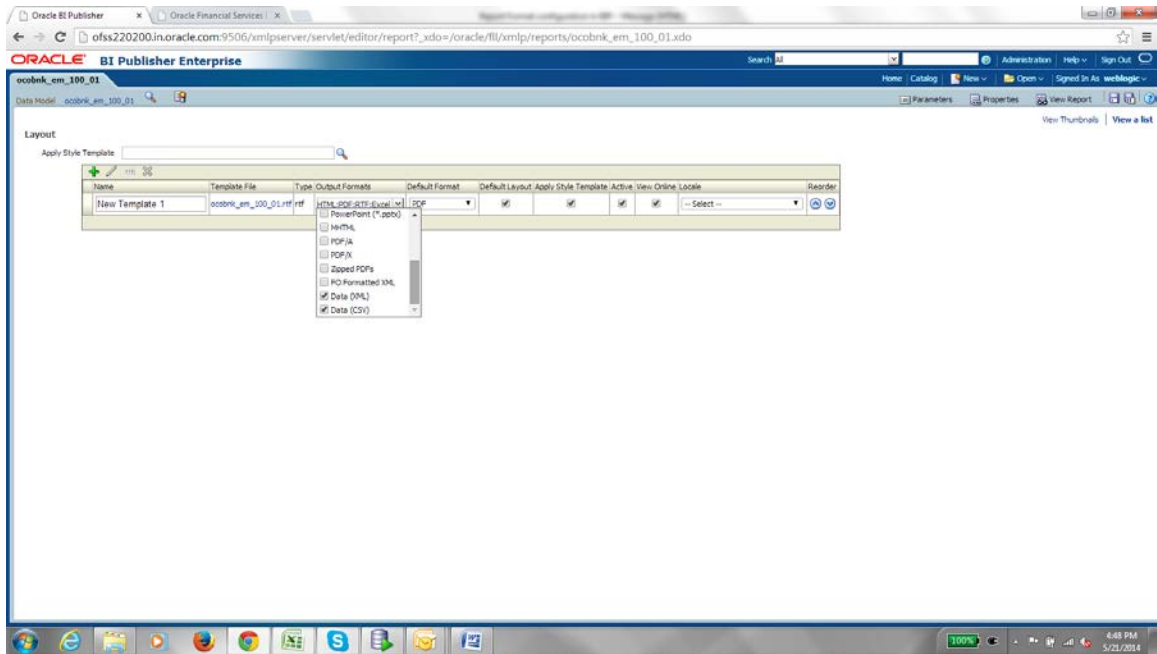 Oracle BI Publisher
Oracle Financial Services
ofss220200.in.oracle.com:9506/xmlpserver/servlet/editor/report?_xdo=/oracle/fll/xmlp/reports/ocobnk_em_100_01.xdo
ORACLE BI Publisher Enterprise
Search All
Administration Help Sign Out
ocobnk_em_100_01
Home Catalog New Open Signed In As weblogic
Data Model ocobnk_em_100_01
Parameters Properties View Report
View Thumbnails View a list
Layout
Apply Style Template
Name Template File Type Output Formats Default Format Default Layout Apply Style Template Active View Online Locale Reorder
New Template 1 ocobnk_em_100_01.rtf rtf HTML;PDF;RTF;Excel PDF -- Select --
PowerPoint (*.pptx)
MHTML
PDF/A
PDF/X
Zipped PDFs
FO Formatted XML
Data (XML)
Data (CSV)
100%
4:48 PM
5/21/2014